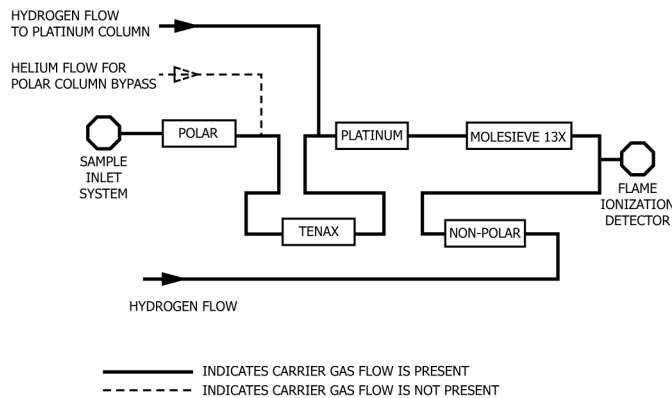 HYDROGEN FLOW
TO PLATINUM COLUMN
HELIUM FLOW FOR
POLAR COLUMN BYPASS
POLAR
PLATINUM
MOLESIEVE 13X
SAMPLE
INLET
SYSTEM
FLAME
IONIZATION
DETECTOR
TENAX
NON-POLAR
HYDROGEN FLOW
INDICATES CARRIER GAS FLOW IS PRESENT
INDICATES CARRIER GAS FLOW IS NOT PRESENT